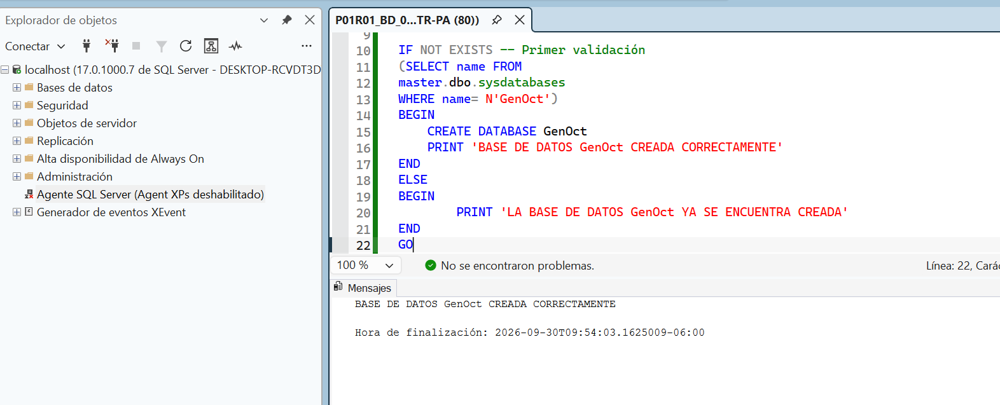 Explorador de objetos
Conectar
localhost (17.0.1000.7 de SQL Server - DESKTOP-RCVDT3D
Bases de datos
Seguridad
Objetos de servidor
Replicación
Alta disponibilidad de Always On
Administración
Agente SQL Server (Agent XPs deshabilitado)
Generador de eventos XEvent
P01R01_BD_0...TR-PA (80))
9
10 IF NOT EXISTS -- Primer validación
11 (SELECT name FROM
12 master.dbo.sysdatabases
13 WHERE name= N'GenOct')
14 BEGIN
15 CREATE DATABASE GenOct
16 PRINT 'BASE DE DATOS GenOct CREADA CORRECTAMENTE'
17 END
18 ELSE
19 BEGIN
20 PRINT 'LA BASE DE DATOS GenOct YA SE ENCUENTRA CREADA'
21 END
22 GO
100 % No se encontraron problemas. Línea: 22, Carác
Mensajes
BASE DE DATOS GenOct CREADA CORRECTAMENTE
Hora de finalización: 2026-09-30T09:54:03.1625009-06:00